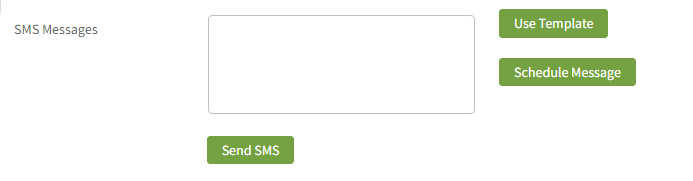 SMS Messages
Use Template
Schedule Message
Send SMS